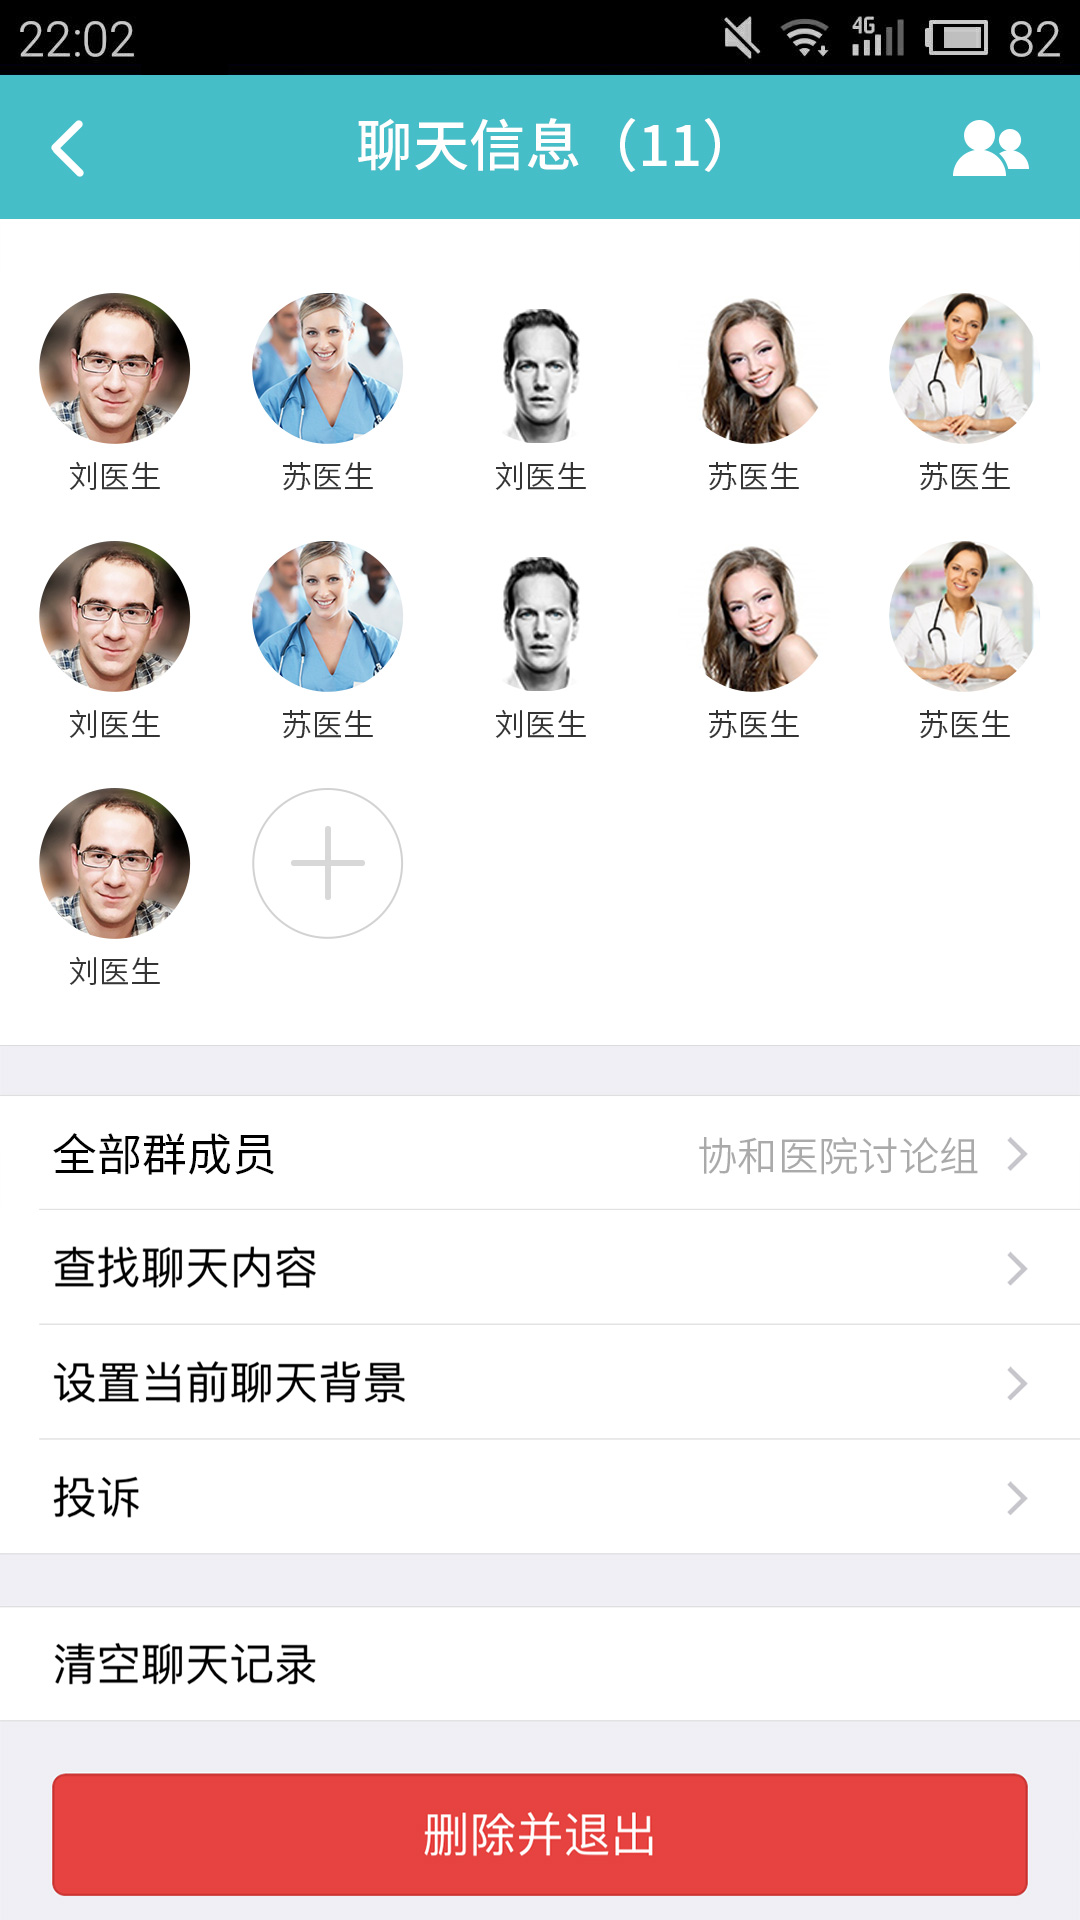 22:02 4G 82
聊天信息（11）
刘医生 苏医生 刘医生 苏医生 苏医生
刘医生 苏医生 刘医生 苏医生 苏医生
刘医生
全部群成员 协和医院讨论组
查找聊天内容
设置当前聊天背景
投诉
清空聊天记录
删除并退出